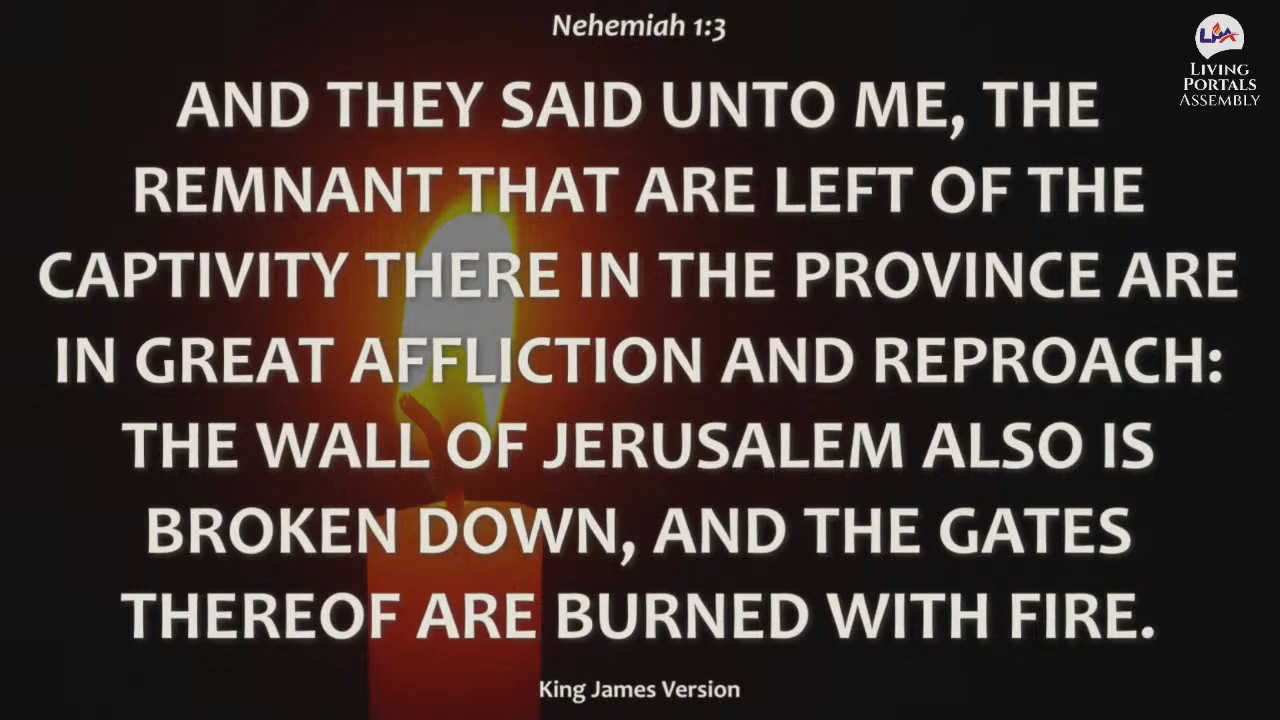 Nehemiah 1:3
LIVING
PORTALS
ASSEMBLY
AND THEY SAID UNTO ME, THE
REMNANT THAT ARE LEFT OF THE
CAPTIVITY THERE IN THE PROVINCE ARE
IN GREAT AFFLICTION AND REPROACH:
THE WALL OF JERUSALEM ALSO IS
BROKEN DOWN, AND THE GATES
THEREOF ARE BURNED WITH FIRE.
King James Version